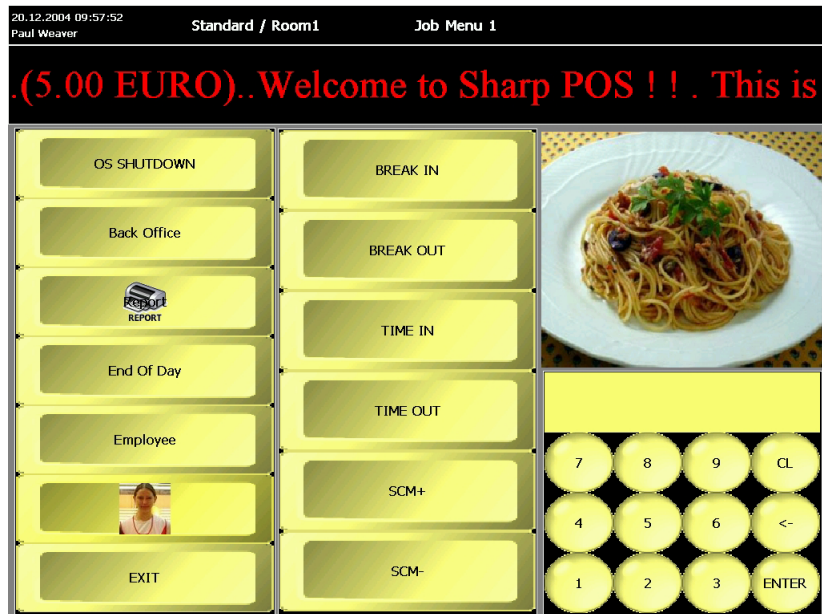 20.12.2004 09:57:52
Paul Weaver
Standard / Room1
Job Menu 1
.(5.00 EURO)..Welcome to Sharp POS ! ! . This is
OS SHUTDOWN
Back Office
Report
REPORT
End Of Day
Employee
EXIT
BREAK IN
BREAK OUT
TIME IN
TIME OUT
SCM+
SCM-
7 8 9 CL
4 5 6 <-
1 2 3 ENTER